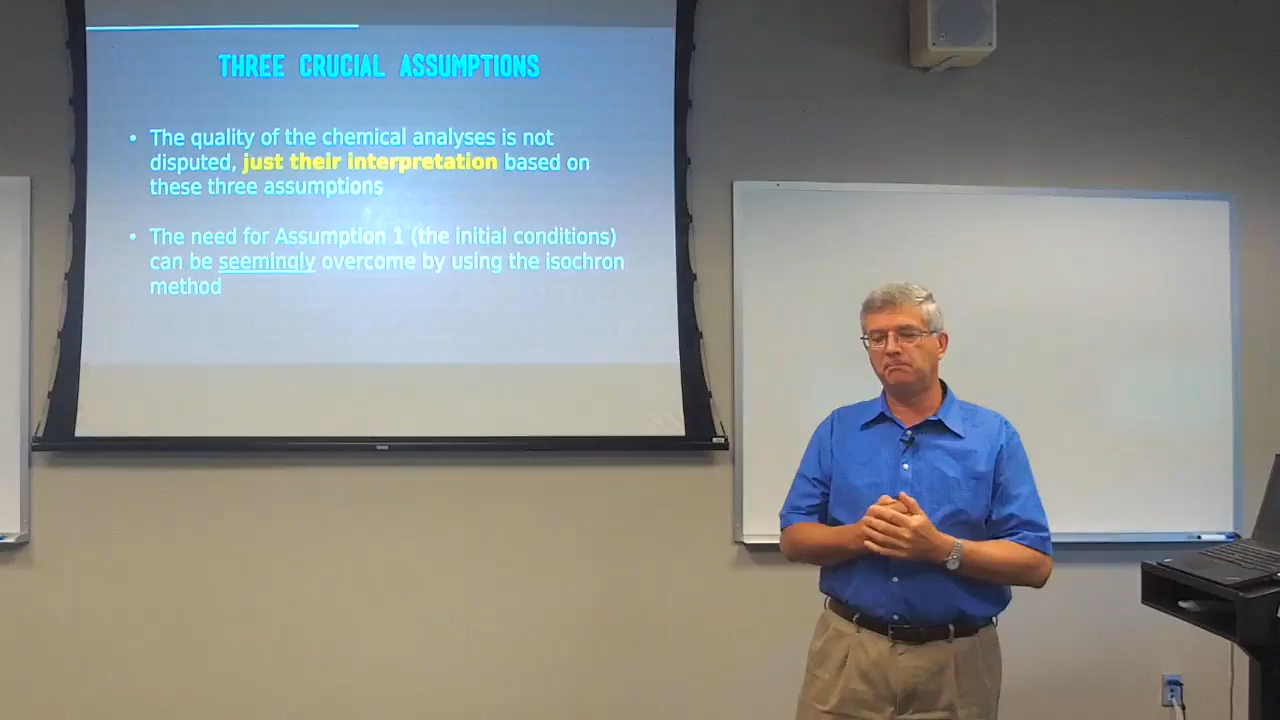 THREE CRUCIAL ASSUMPTIONS
• The quality of the chemical analyses is not
disputed, just their interpretation based on
these three assumptions
• The need for Assumption 1 (the initial conditions)
can be seemingly overcome by using the isochron
method